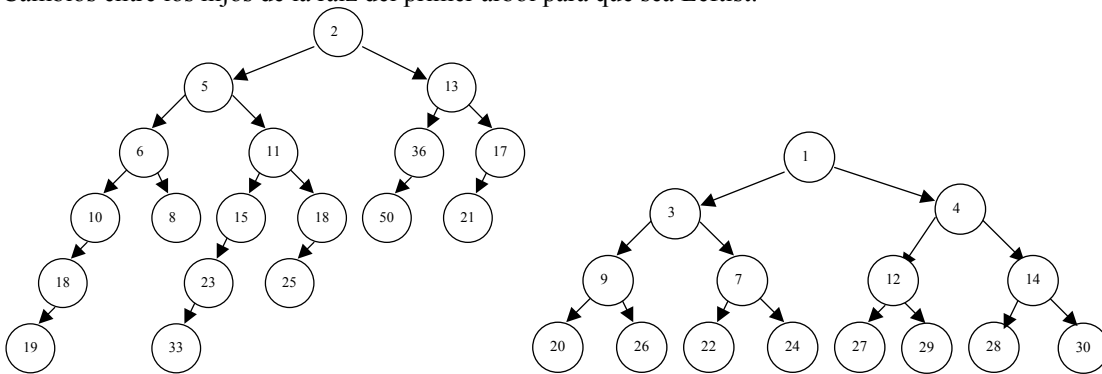 Cambios entre los hijos de la raíz del primer árbol para que sea Leftist.
2
5 13
6 11 36 17 1
10 8 15 18 50 21 3 4
18 23 25 9 7 12 14
19 33 20 26 22 24 27 29 28 30